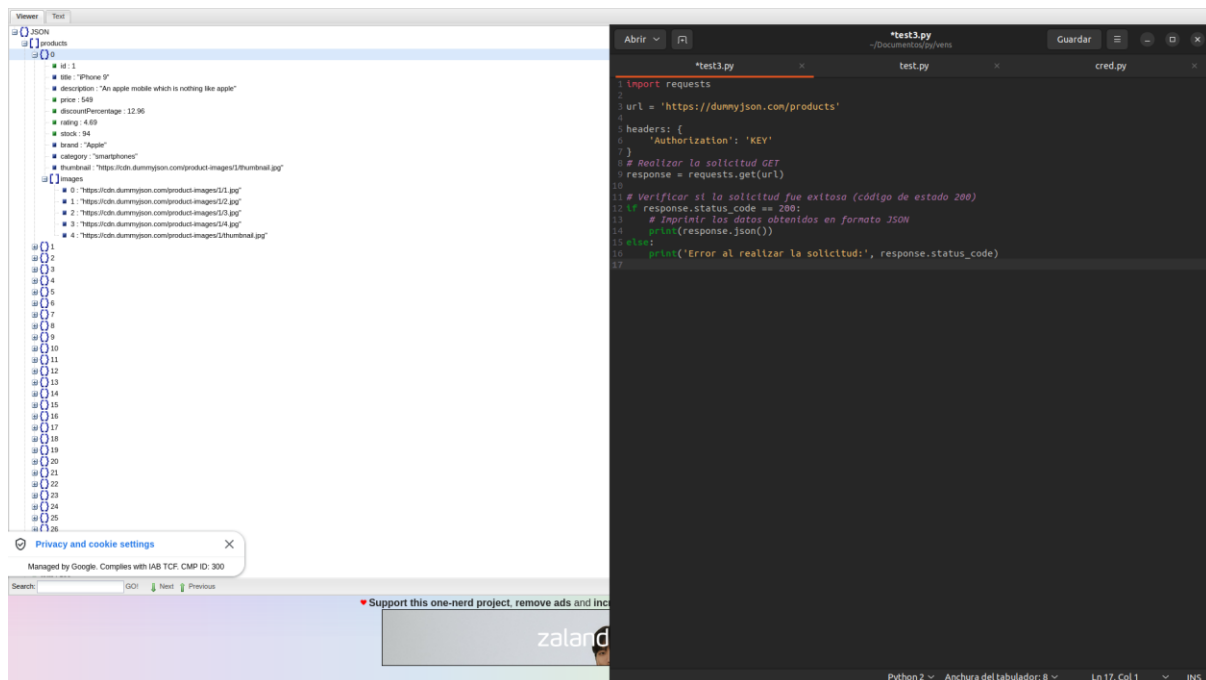 Viewer Text
JSON
products
0
id : 1
title : "iPhone 9"
description : "An apple mobile which is nothing like apple"
price : 549
discountPercentage : 12.96
rating : 4.69
stock : 94
brand : "Apple"
category : "smartphones"
thumbnail : "https://cdn.dummyjson.com/product-images/1/thumbnail.jpg"
images
0 : "https://cdn.dummyjson.com/product-images/1/1.jpg"
1 : "https://cdn.dummyjson.com/product-images/1/2.jpg"
2 : "https://cdn.dummyjson.com/product-images/1/3.jpg"
3 : "https://cdn.dummyjson.com/product-images/1/4.jpg"
4 : "https://cdn.dummyjson.com/product-images/1/thumbnail.jpg"
1
2
3
4
5
6
7
8
9
10
11
12
13
14
15
16
17
18
19
20
21
22
23
24
25
26
Privacy and cookie settings
Managed by Google. Complies with IAB TCF. CMP ID: 300
Search: GO! Next Previous
Support this one-nerd project, remove ads and inc
zaland
Abrir
*test3.py
~/Documentos/py/vens
Guardar
*test3.py test.py cred.py
1 import requests
2
3 url = 'https://dummyjson.com/products'
4
5 headers: {
6 'Authorization': 'KEY'
7 }
8 # Realizar la solicitud GET
9 response = requests.get(url)
10
11 # Verificar si la solicitud fue exitosa (código de estado 200)
12 if response.status_code == 200:
13 # Imprimir los datos obtenidos en formato JSON
14 print(response.json())
15 else:
16 print('Error al realizar la solicitud:', response.status_code)
17
Python 2 Anchura del tabulador: 8 Ln 17, Col 1 INS